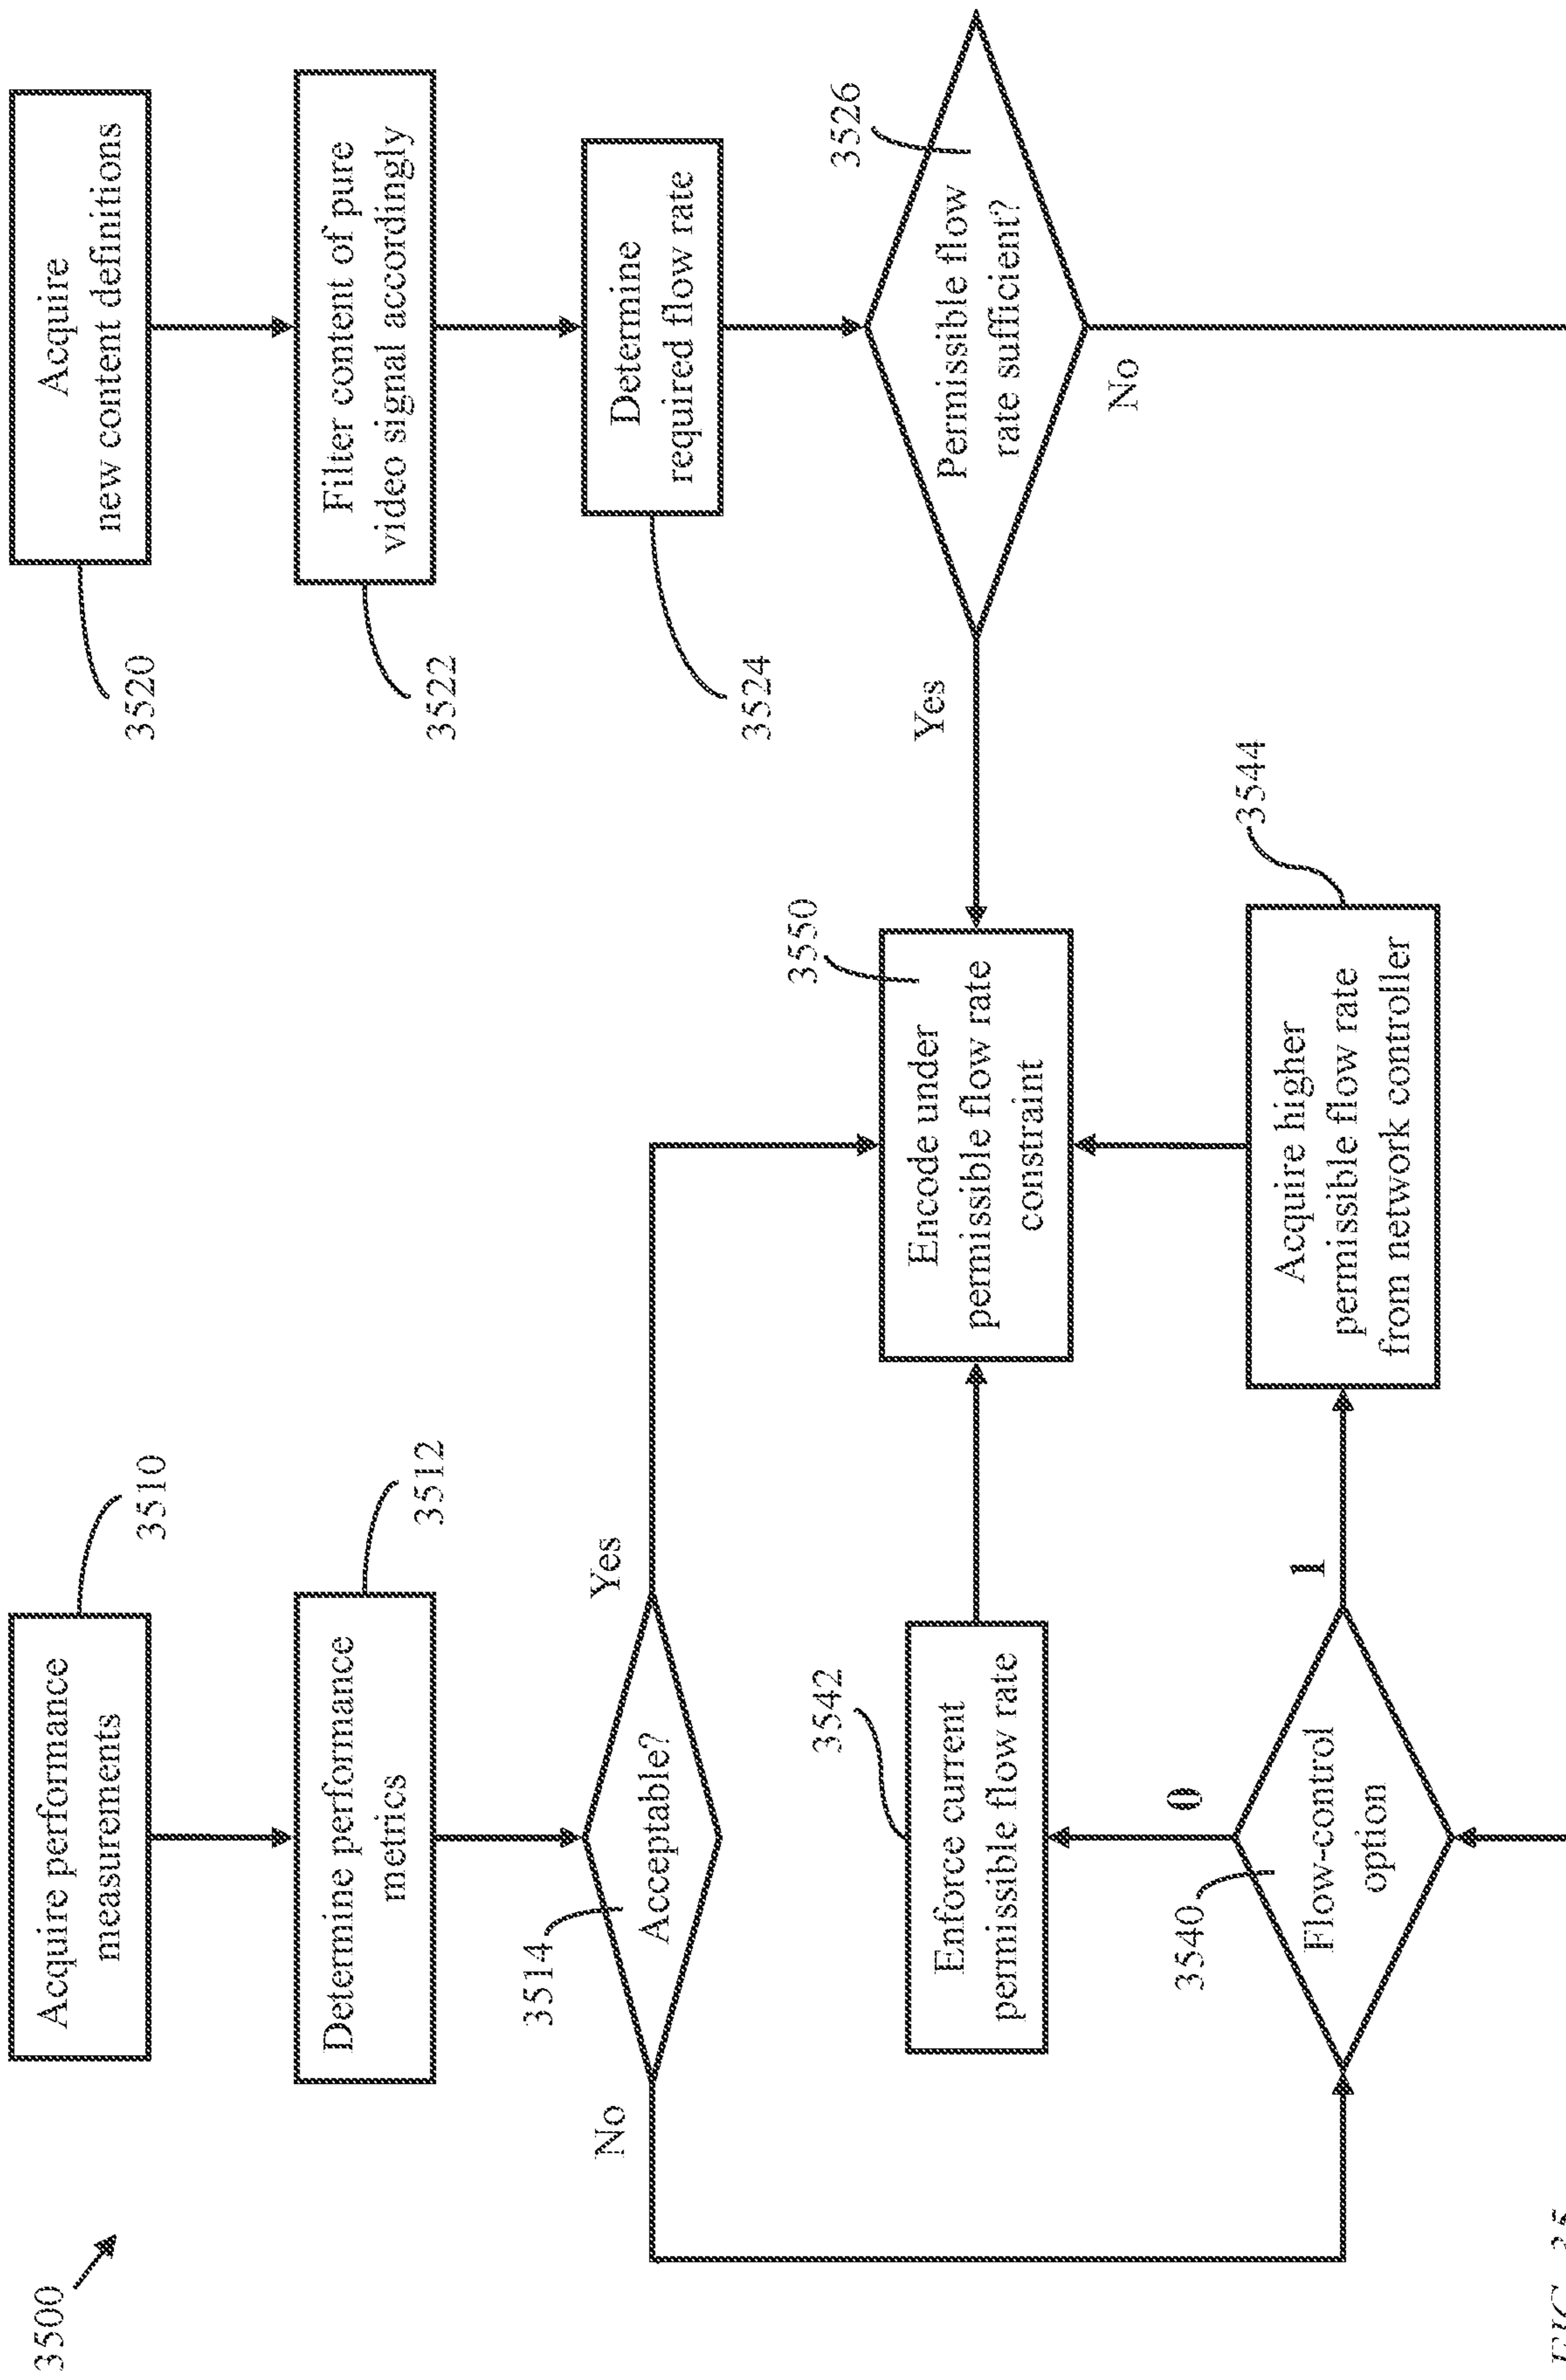 3500
Acquire performance
measurements
3510
Determine performance
metrics
3512
Acceptable?
3514
Yes
No
Acquire
new content definitions
3520
Filter content of pure
video signal accordingly
3522
Determine
required flow rate
3524
Permissible flow
rate sufficient?
3526
Yes
No
Enforce current
permissible flow rate
3542
Encode under
permissible flow rate
constraint
3550
Flow-control
option
3540
0
1
Acquire higher
permissible flow rate
from network controller
3544
FIG. 35